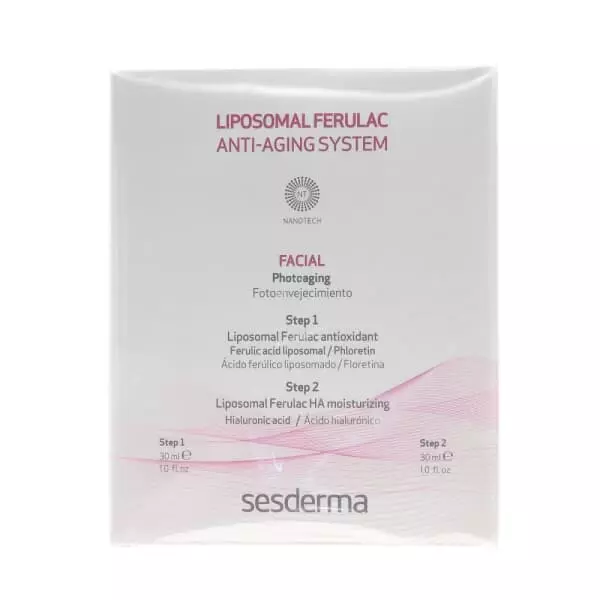 LIPOSOMAL FERULAC
ANTI-AGING SYSTEM
NT
NANOTECH
FACIAL
Photoaging
Fotoenvejecimiento
Step 1
Liposomal Ferulac antioxidant
Ferulic acid liposomal / Phloretin
Ácido ferúlico liposomado / Floretina
Step 2
Liposomal Ferulac HA moisturizing
Hialuronic acid / Ácido hialurónico
Step 1
30 ml ℮
1.0 fl. oz
Step 2
30 ml ℮
1.0 fl. oz
sesderma